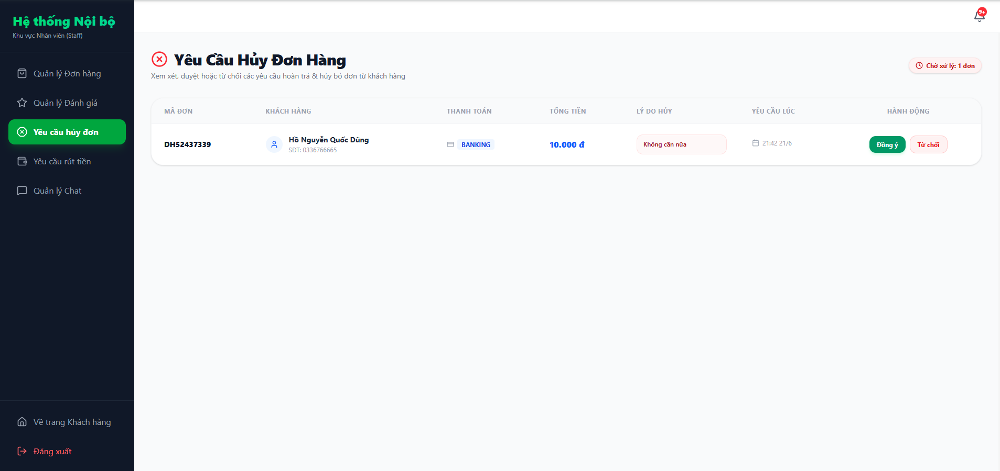 Hệ thống Nội bộ
Khu vực Nhân viên (Staff)
Quản lý Đơn hàng
Quản lý Đánh giá
Yêu cầu hủy đơn
Yêu cầu rút tiền
Quản lý Chat
Về trang Khách hàng
Đăng xuất
9+
Yêu Cầu Hủy Đơn Hàng
Xem xét, duyệt hoặc từ chối các yêu cầu hoàn trả & hủy bỏ đơn từ khách hàng
Chờ xử lý: 1 đơn
MÃ ĐƠN KHÁCH HÀNG THANH TOÁN TỔNG TIỀN LÝ DO HỦY YÊU CẦU LÚC HÀNH ĐỘNG
DH52437339 Hồ Nguyễn Quốc Dũng BANKING 10.000 đ Không cần nữa 21:42 21/6 Đồng ý Từ chối
SĐT: 0336766665